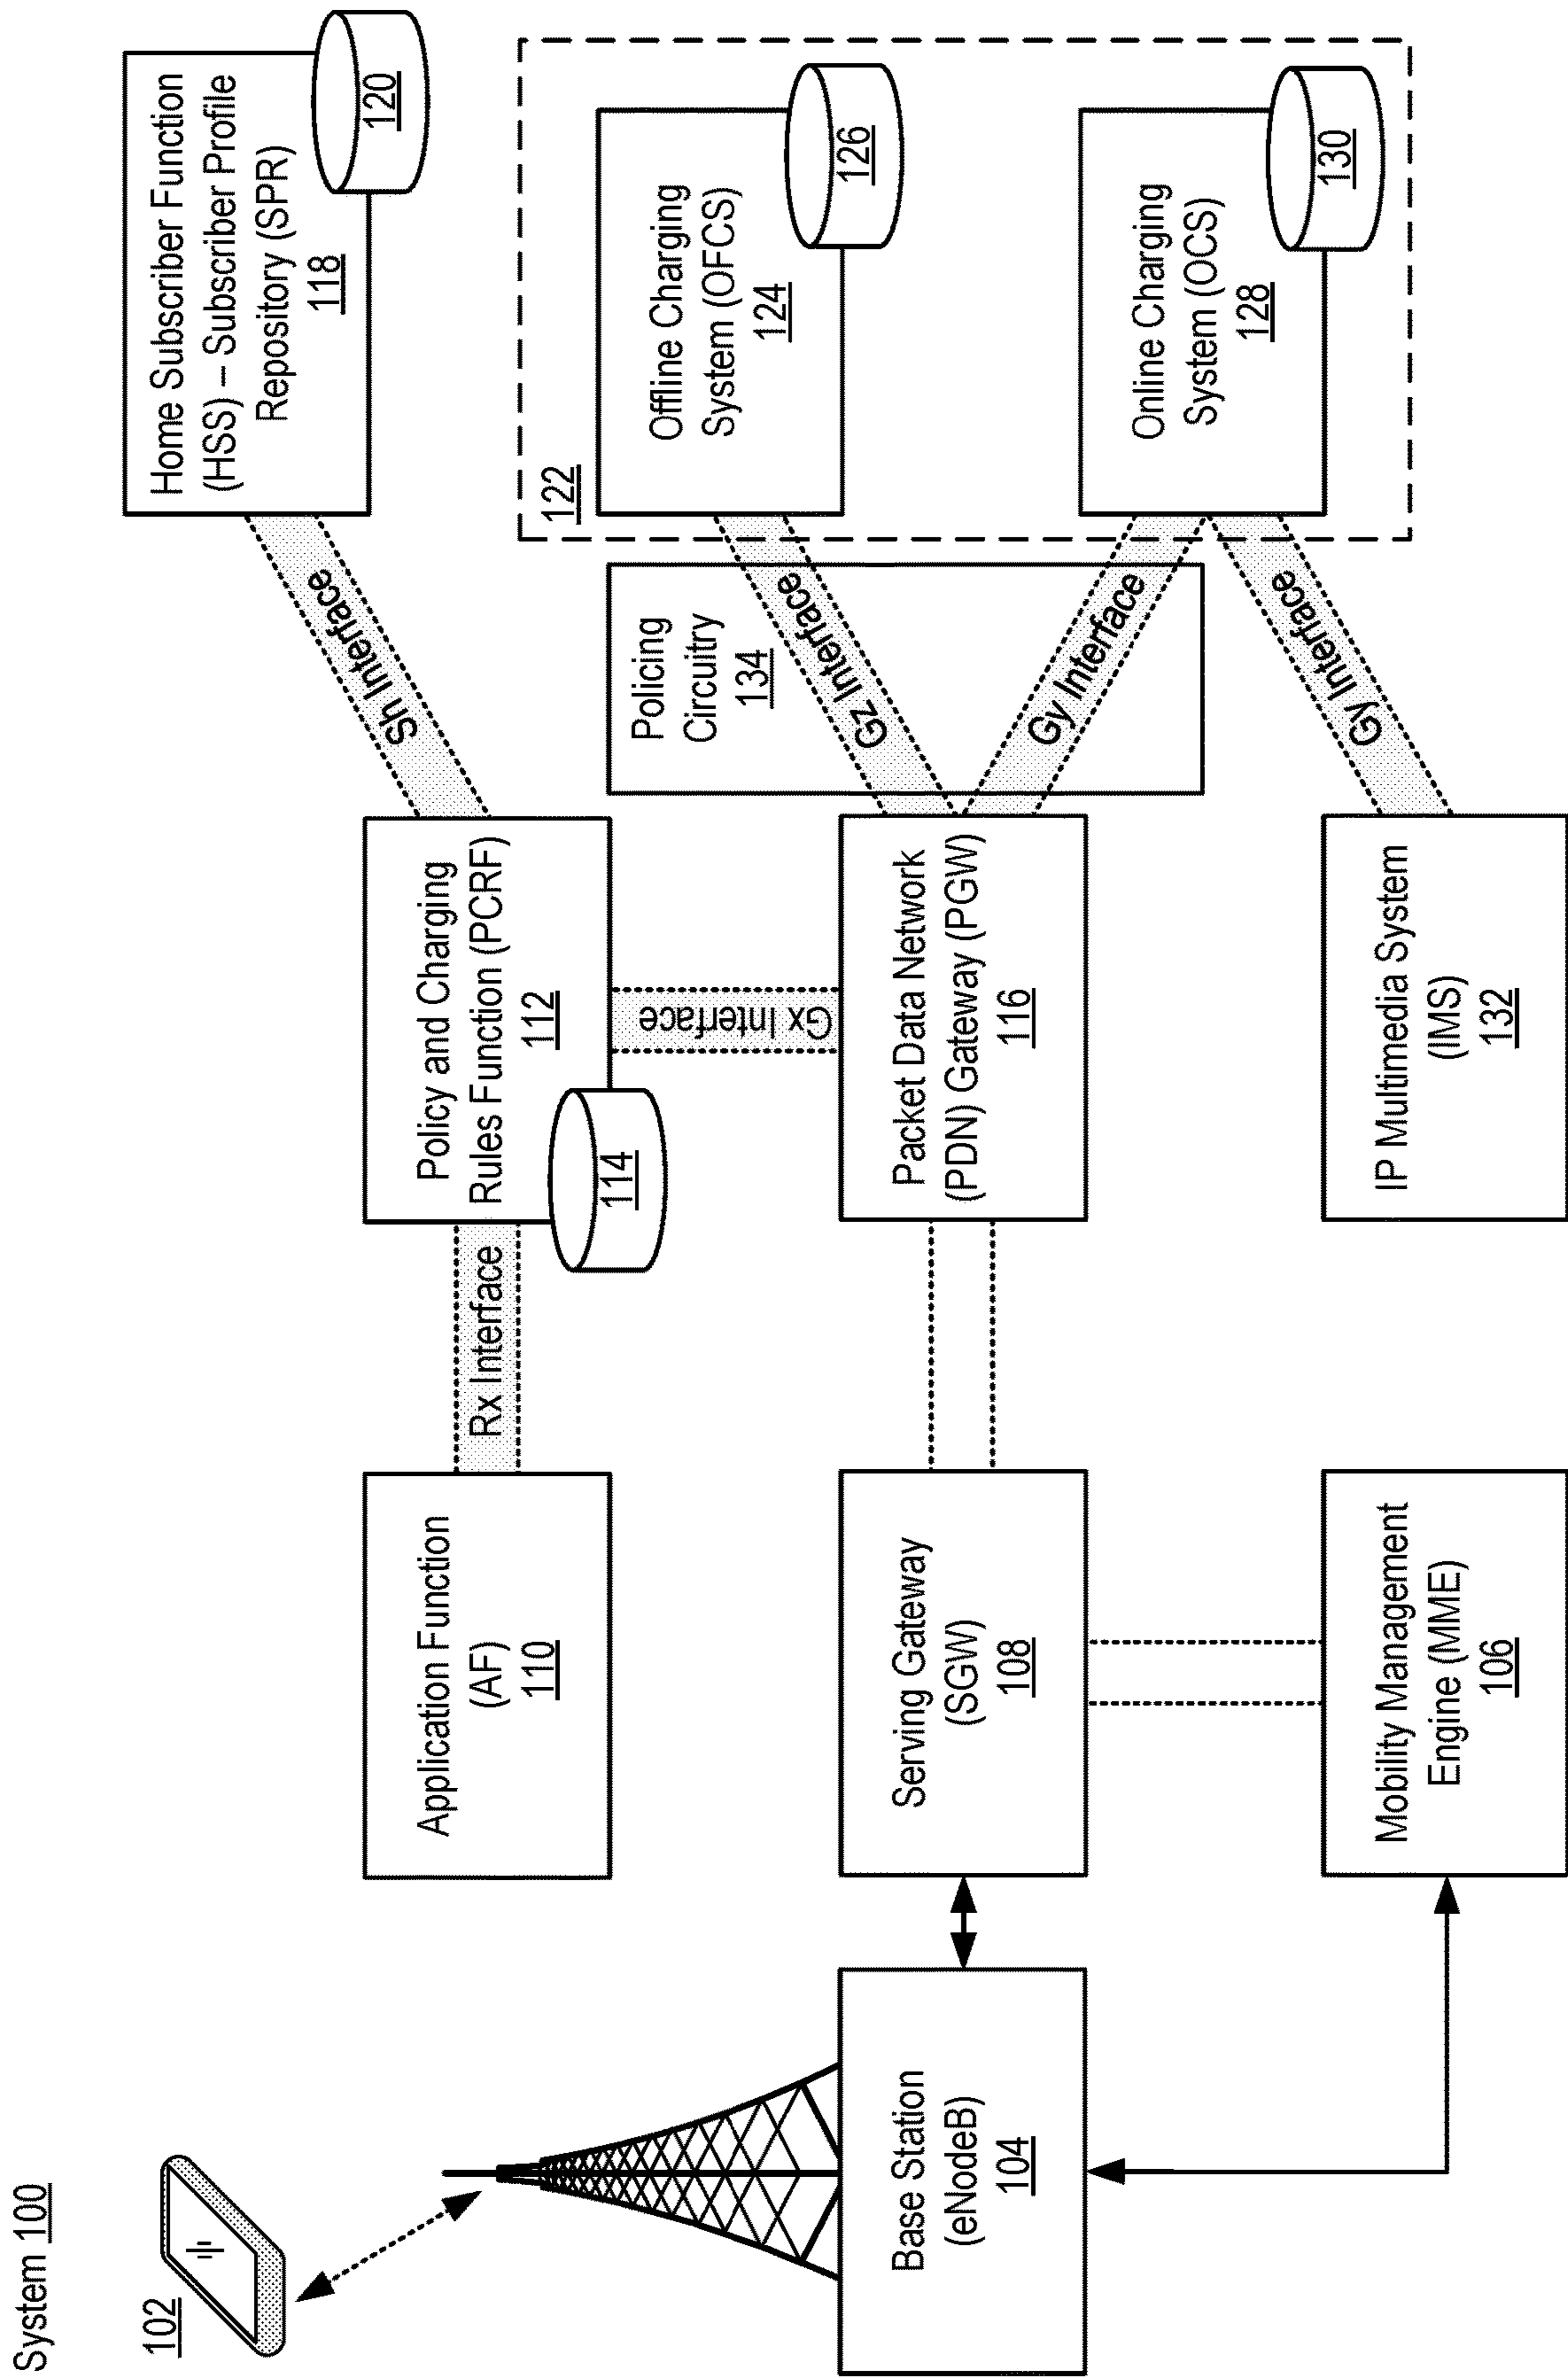 System 100
102
Base Station
(eNodeB)
104
Application Function
(AF)
110
Serving Gateway
(SGW)
108
Mobility Management
Engine (MME)
106
Rx Interface
Policy and Charging
Rules Function (PCRF)
112
114
Gx Interface
Packet Data Network
(PDN) Gateway (PGW)
116
IP Multimedia System
(IMS)
132
Sh Interface
Policing
Circuitry
134
Gz Interface
Gy Interface
Gy Interface
Home Subscriber Function
(HSS) – Subscriber Profile
Repository (SPR)
118
120
122
Offline Charging
System (OFCS)
124
126
Online Charging
System (OCS)
128
130